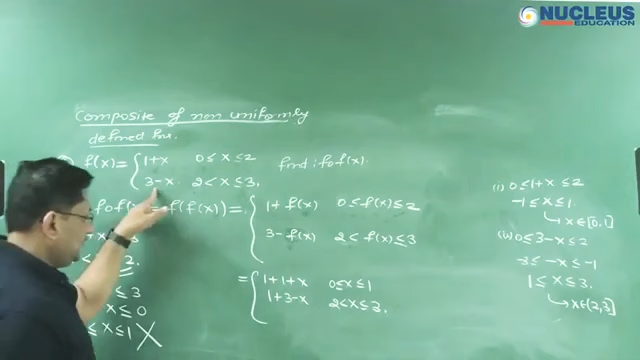 NUCLEUS
EDUCATION
Composite of non uniformly
defined fns.
f(x) = { 1+x 0 ≤ x ≤ 2
3-x. 2 < x ≤ 3, find: fof(x).
= f(f(x)) = { 1 + f(x) 0 ≤ f(x) ≤ 2
3 - f(x) 2 < f(x) ≤ 3
= { 1+1+x 0 ≤ x ≤ 1
1+3-x 2 < x ≤ 3.
2.
≤ 3
x ≤ 0
≤ x ≤ 1 X
(i) 0 ≤ 1+x ≤ 2
-1 ≤ x ≤ 1
↳ x ∈ [0,1]
(ii) 0 ≤ 3-x ≤ 2
-3 ≤ -x ≤ -1
1 ≤ x ≤ 3.
↳ x ∈ (2,3]